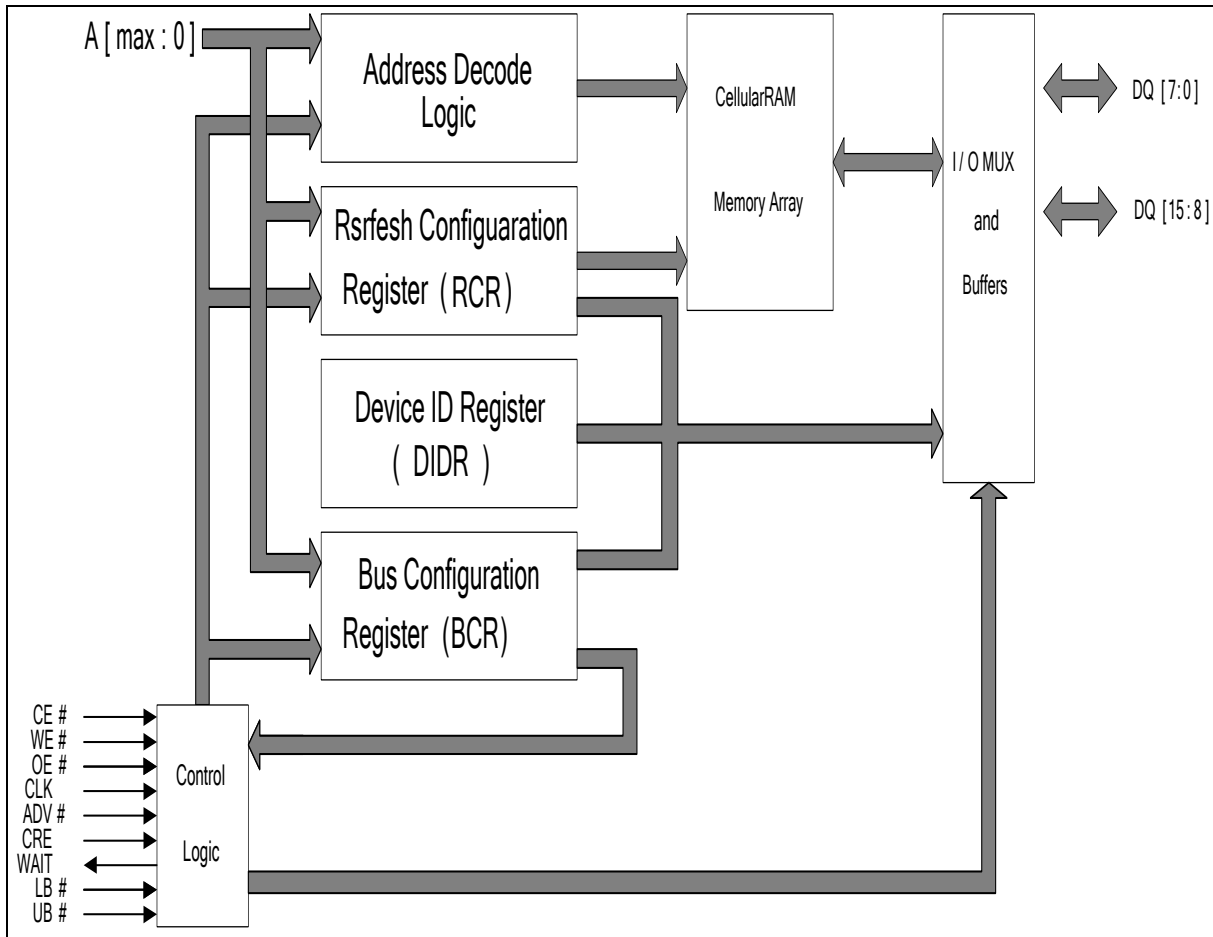 A [ max : 0 ]
Address Decode
Logic
CellularRAM
Memory Array
I / O MUX
and
Buffers
DQ [7:0]
DQ [15:8]
Rsrfesh Configuaration
Register ( RCR )
Device ID Register
( DIDR )
Bus Configuration
Register (BCR)
CE #
WE #
OE #
CLK
ADV #
CRE
WAIT
LB #
UB #
Control
Logic